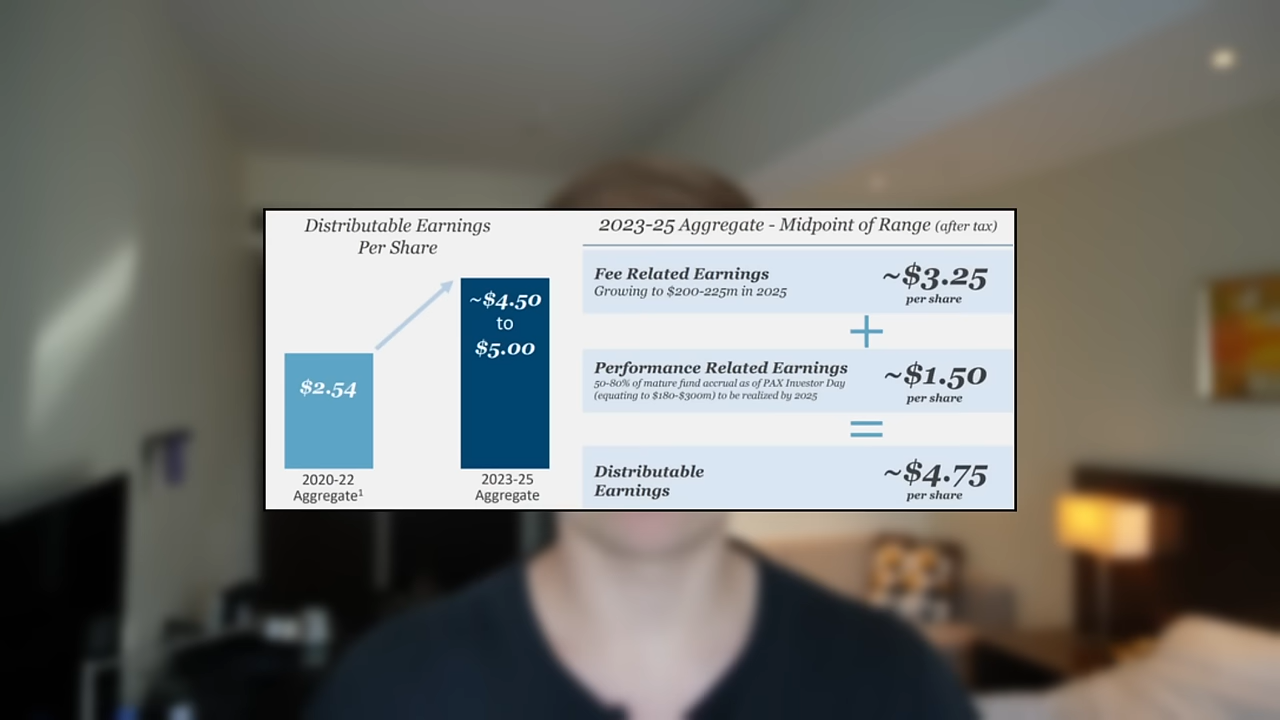 Distributable Earnings
Per Share
$2.54
~$4.50
to
$5.00
2020-22
Aggregate¹
2023-25
Aggregate
2023-25 Aggregate - Midpoint of Range (after tax)
Fee Related Earnings
Growing to $200-225m in 2025
~$3.25
per share
+
Performance Related Earnings
50-80% of mature fund accrual as of PAX Investor Day
(equating to $180-$300m) to be realized by 2025
~$1.50
per share
=
Distributable
Earnings
~$4.75
per share